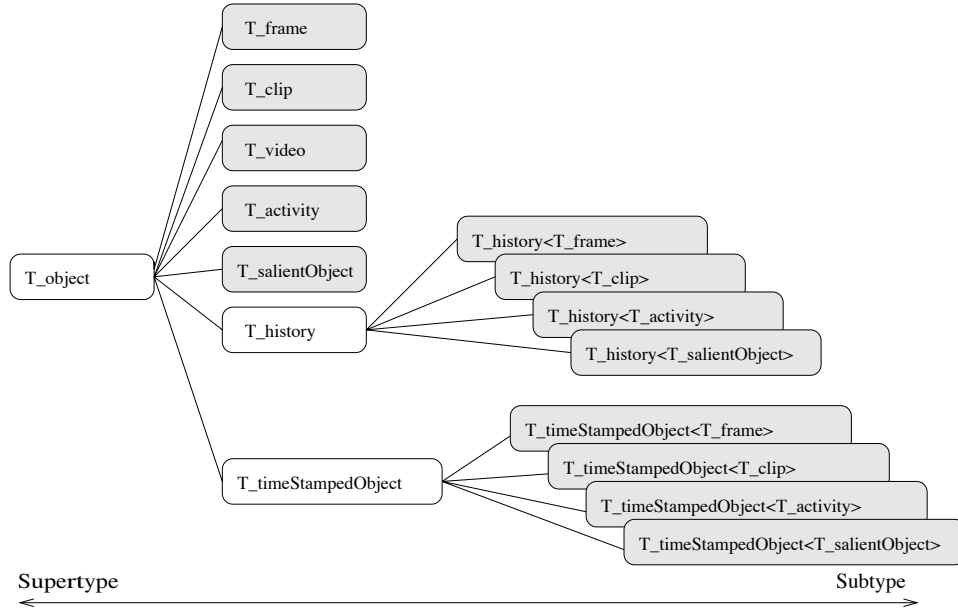 T_frame
T_clip
T_video
T_activity
T_salientObject
T_object
T_history
T_history<T_frame>
T_history<T_clip>
T_history<T_activity>
T_history<T_salientObject>
T_timeStampedObject
T_timeStampedObject<T_frame>
T_timeStampedObject<T_clip>
T_timeStampedObject<T_activity>
T_timeStampedObject<T_salientObject>
Supertype
Subtype